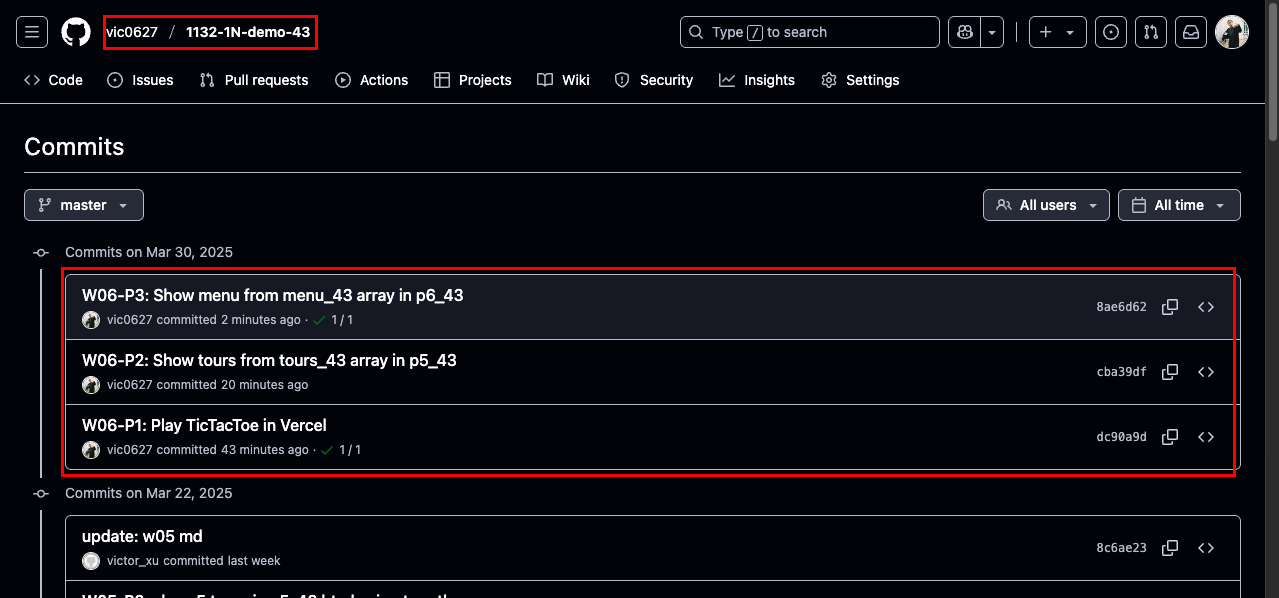 vic0627 / 1132-1N-demo-43
Type / to search
Code
Issues
Pull requests
Actions
Projects
Wiki
Security
Insights
Settings
Commits
master
All users
All time
Commits on Mar 30, 2025
W06-P3: Show menu from menu_43 array in p6_43
vic0627 committed 2 minutes ago · 1 / 1
8ae6d62
W06-P2: Show tours from tours_43 array in p5_43
vic0627 committed 20 minutes ago
cba39df
W06-P1: Play TicTacToe in Vercel
vic0627 committed 43 minutes ago · 1 / 1
dc90a9d
Commits on Mar 22, 2025
update: w05 md
victor_xu committed last week
8c6ae23